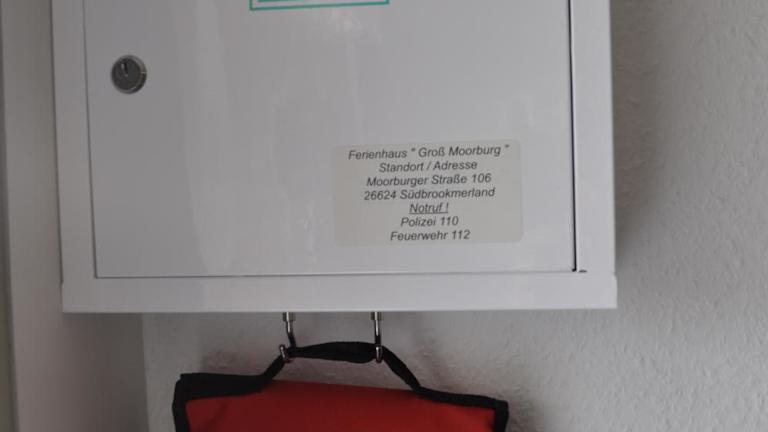 Ferienhaus " Groß Moorburg "
Standort / Adresse
Moorburger Straße 106
26624 Südbrookmerland
Notruf !
Polizei 110
Feuerwehr 112